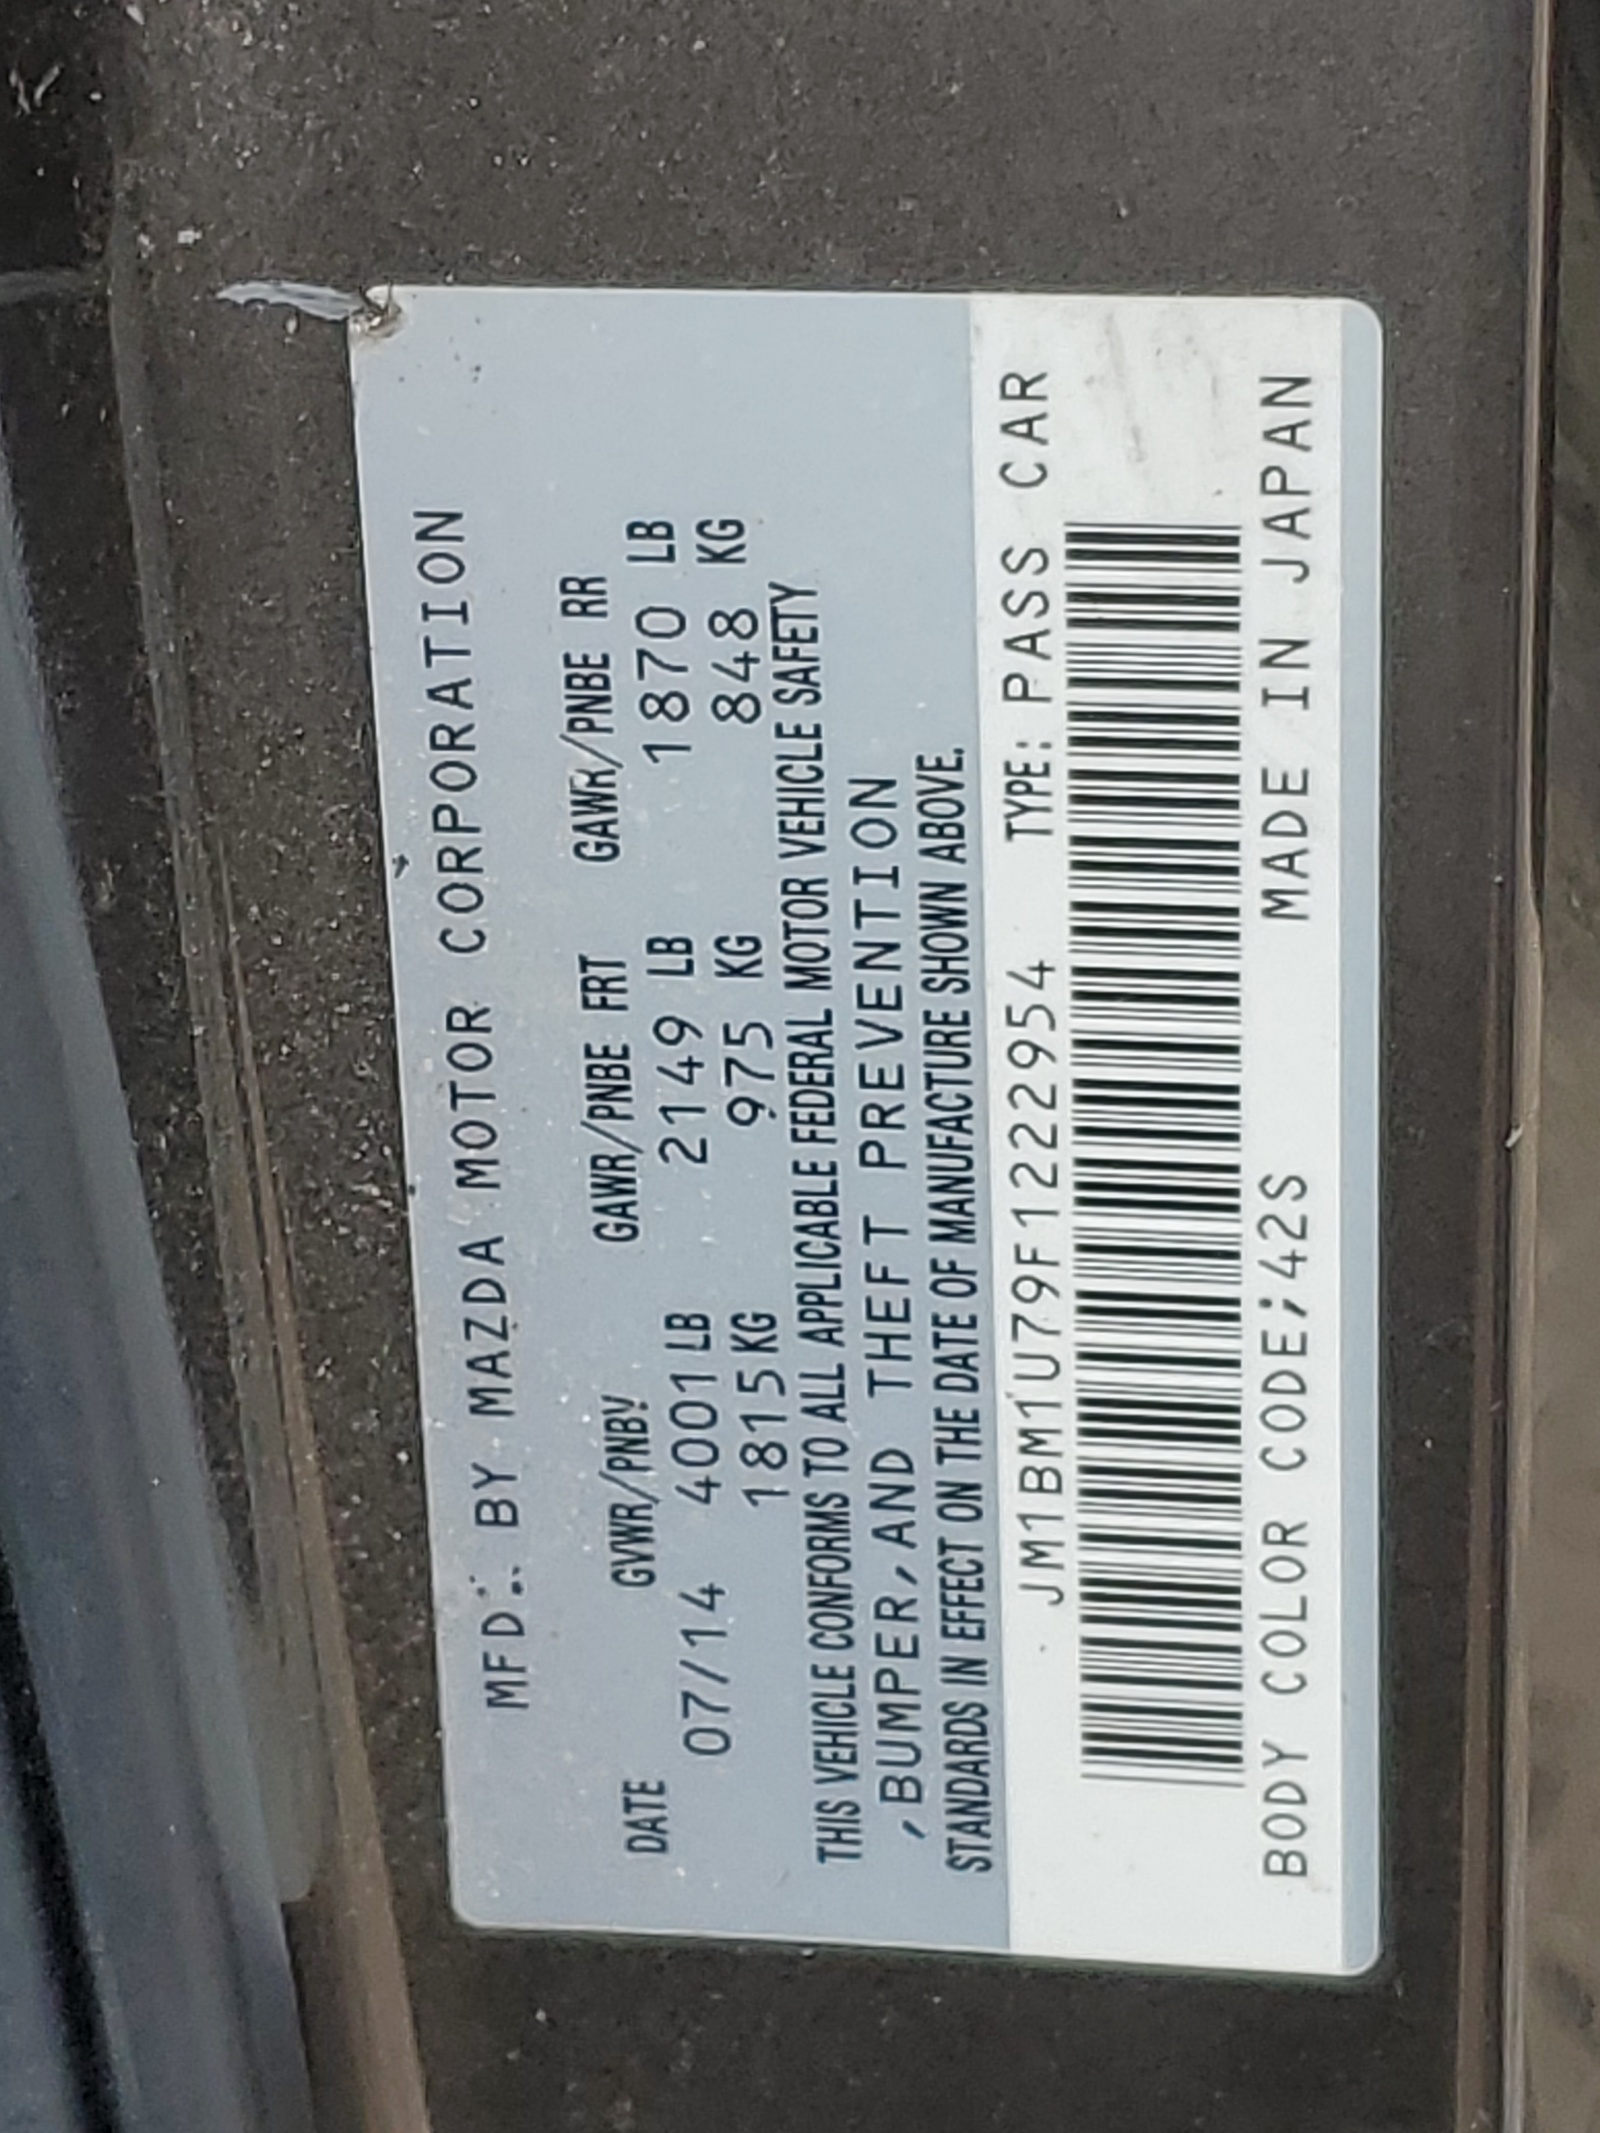 MFD. BY MAZDA MOTOR CORPORATION
DATE GVWR/PNBV GAWR/PNBE FRT GAWR/PNBE RR
07/14 4001 LB 2149 LB 1870 LB
1815 KG 975 KG 848 KG
THIS VEHICLE CONFORMS TO ALL APPLICABLE FEDERAL MOTOR VEHICLE SAFETY
,BUMPER,AND THEFT PREVENTION
STANDARDS IN EFFECT ON THE DATE OF MANUFACTURE SHOWN ABOVE.
JM1BM1U79F1222954 TYPE: PASS CAR
BODY COLOR CODE;42S MADE IN JAPAN